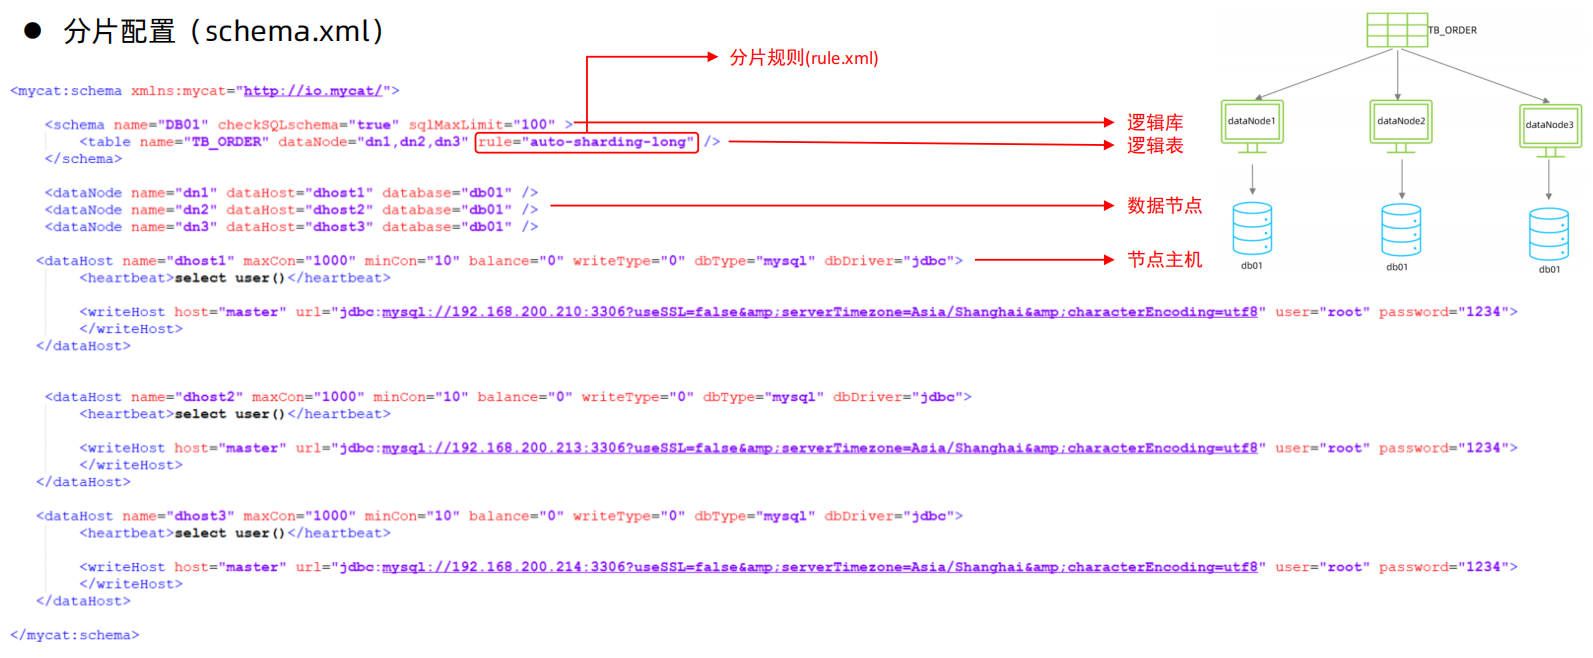 ● 分片配置（schema.xml）
分片规则(rule.xml)
<mycat:schema xmlns:mycat="http://io.mycat/">
<schema name="DB01" checkSQLschema="true" sqlMaxLimit="100" >
逻辑库
<table name="TB_ORDER" dataNode="dn1,dn2,dn3" rule="auto-sharding-long" />
逻辑表
</schema>
<dataNode name="dn1" dataHost="dhost1" database="db01" />
<dataNode name="dn2" dataHost="dhost2" database="db01" />
数据节点
<dataNode name="dn3" dataHost="dhost3" database="db01" />
<dataHost name="dhost1" maxCon="1000" minCon="10" balance="0" writeType="0" dbType="mysql" dbDriver="jdbc">
节点主机
<heartbeat>select user()</heartbeat>
<writeHost host="master" url="jdbc:mysql://192.168.200.210:3306?useSSL=false&amp;serverTimezone=Asia/Shanghai&amp;characterEncoding=utf8" user="root" password="1234">
</writeHost>
</dataHost>
<dataHost name="dhost2" maxCon="1000" minCon="10" balance="0" writeType="0" dbType="mysql" dbDriver="jdbc">
<heartbeat>select user()</heartbeat>
<writeHost host="master" url="jdbc:mysql://192.168.200.213:3306?useSSL=false&amp;serverTimezone=Asia/Shanghai&amp;characterEncoding=utf8" user="root" password="1234">
</writeHost>
</dataHost>
<dataHost name="dhost3" maxCon="1000" minCon="10" balance="0" writeType="0" dbType="mysql" dbDriver="jdbc">
<heartbeat>select user()</heartbeat>
<writeHost host="master" url="jdbc:mysql://192.168.200.214:3306?useSSL=false&amp;serverTimezone=Asia/Shanghai&amp;characterEncoding=utf8" user="root" password="1234">
</writeHost>
</dataHost>
</mycat:schema>
TB_ORDER
dataNode1
dataNode2
dataNode3
db01
db01
db01